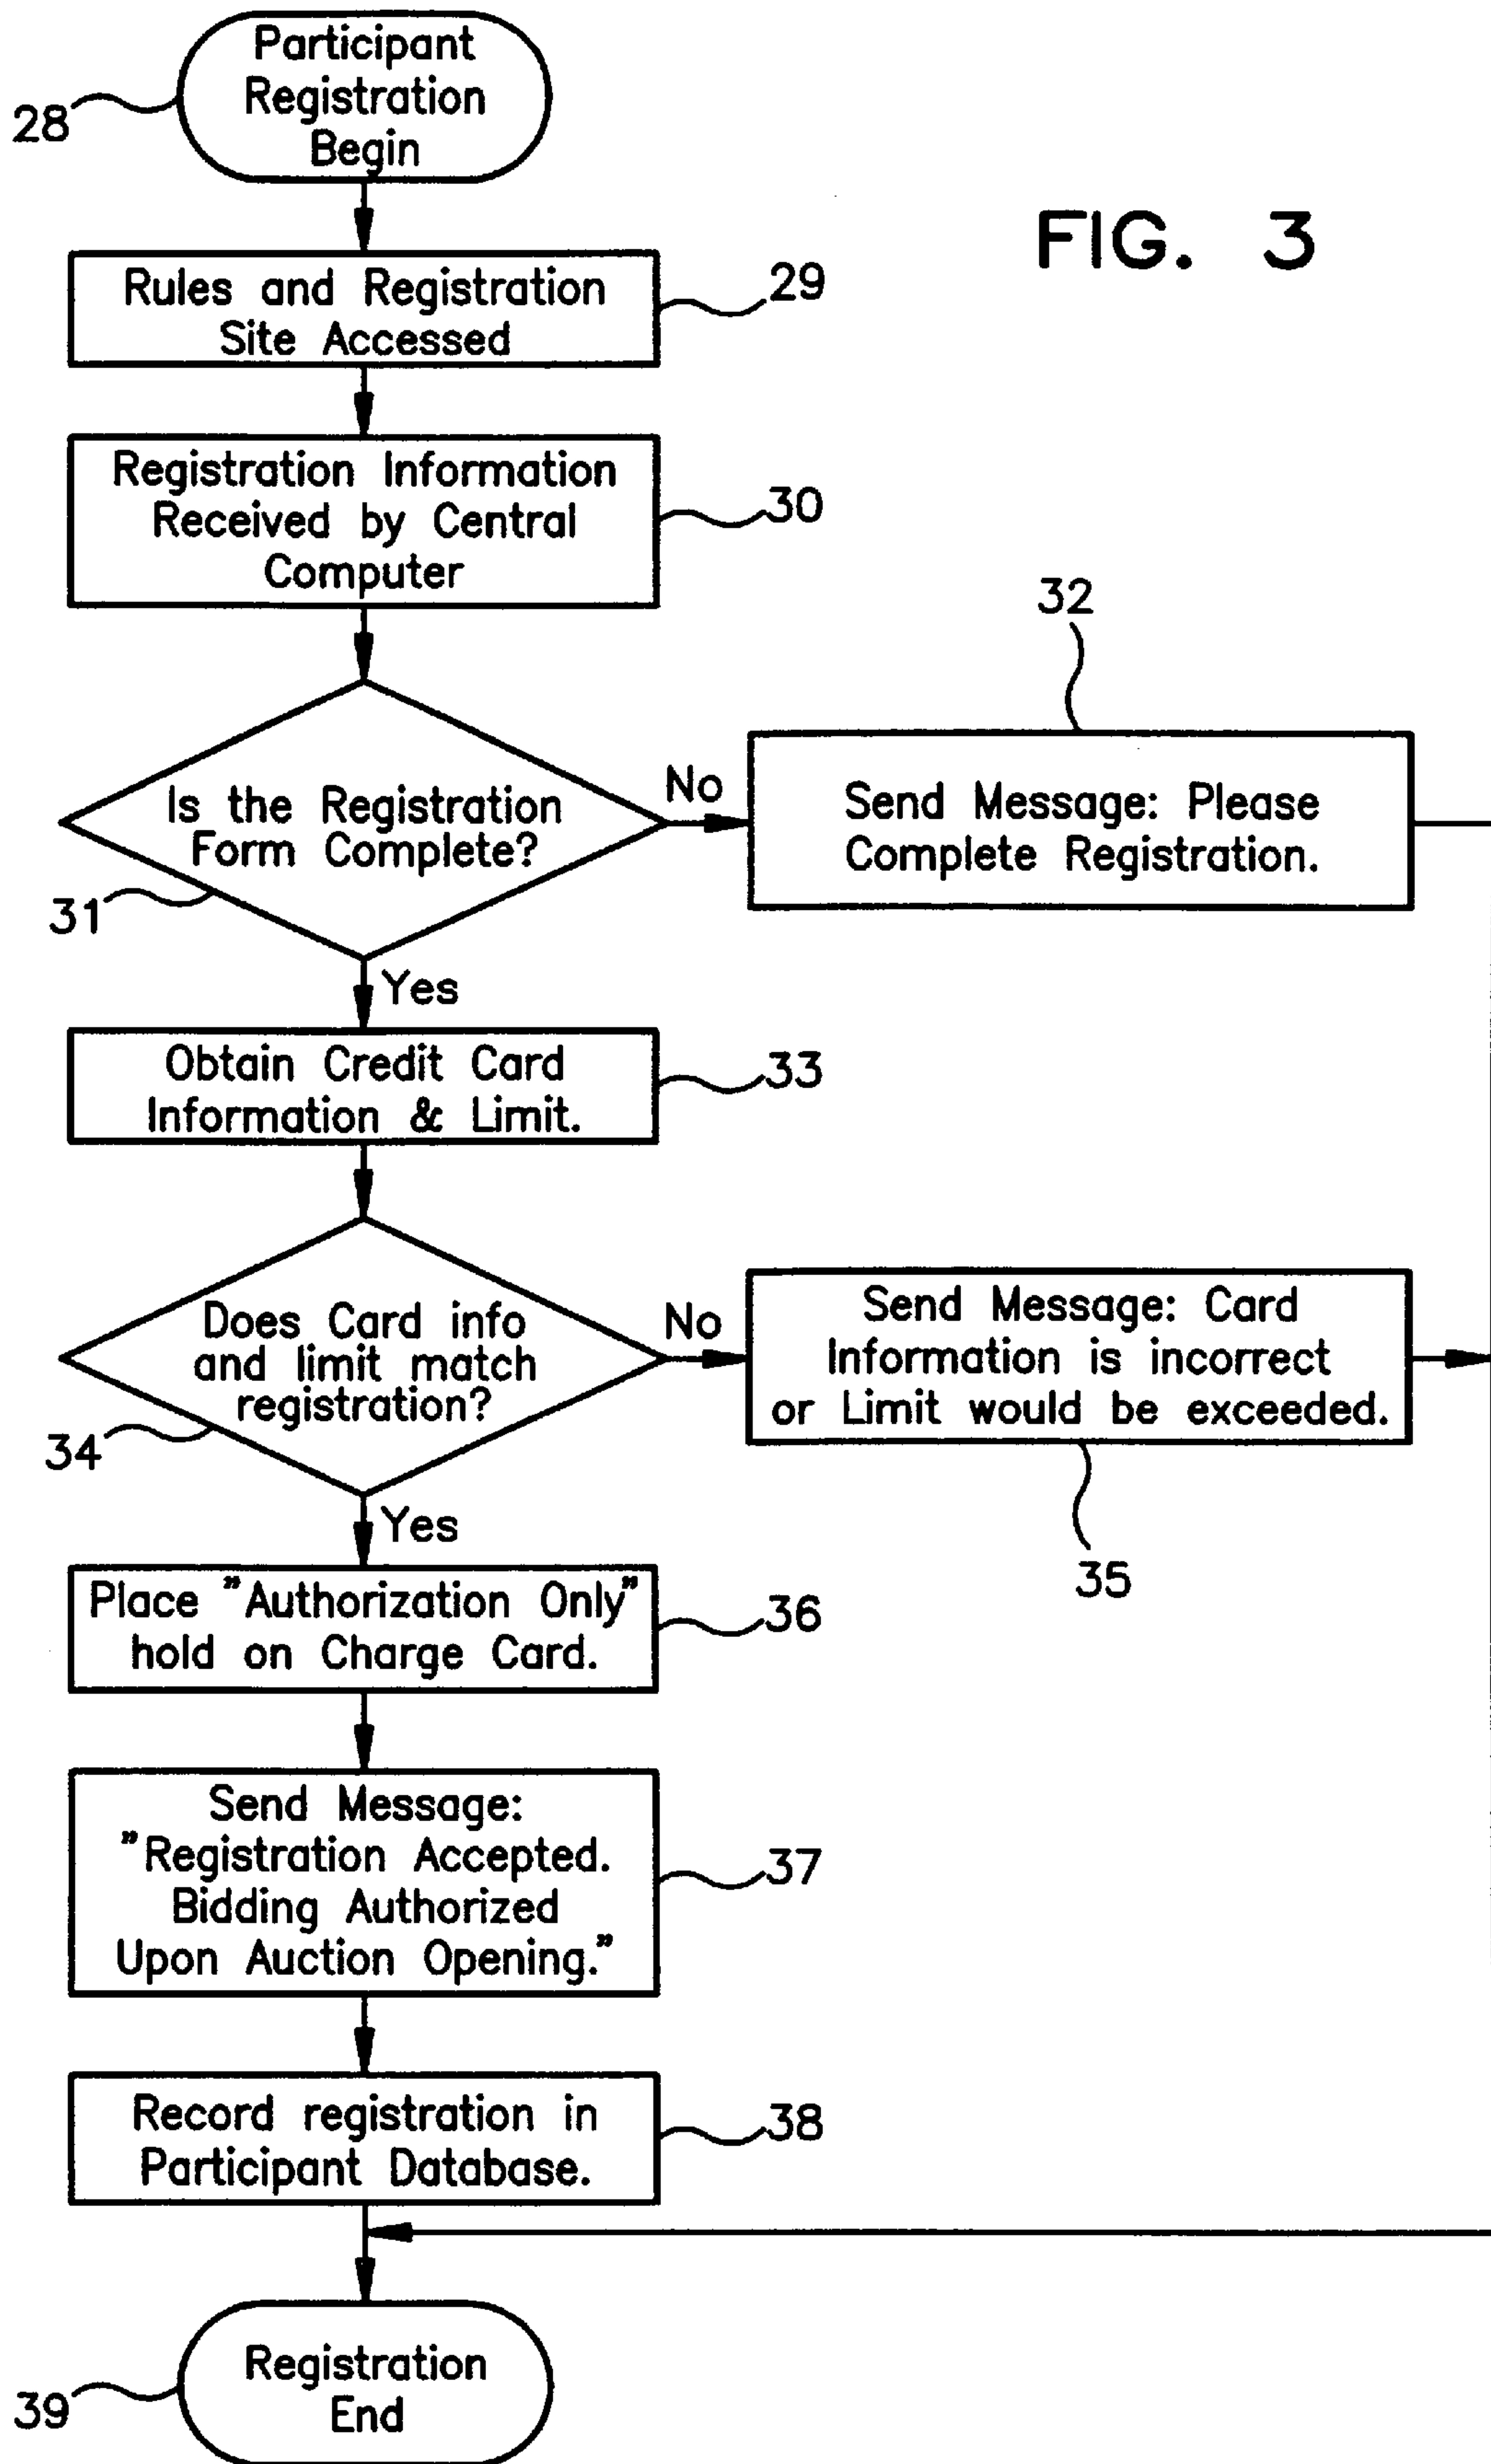 Participant
Registration
Begin
28
FIG. 3
Rules and Registration
Site Accessed
29
Registration Information
Received by Central
Computer
30
32
Is the Registration
Form Complete?
31
No
Send Message: Please
Complete Registration.
Yes
Obtain Credit Card
Information & Limit.
33
Does Card info
and limit match
registration?
34
No
Send Message: Card
Information is incorrect
or Limit would be exceeded.
35
Yes
Place "Authorization Only"
hold on Charge Card.
36
Send Message:
"Registration Accepted.
Bidding Authorized
Upon Auction Opening."
37
Record registration in
Participant Database.
38
Registration
End
39